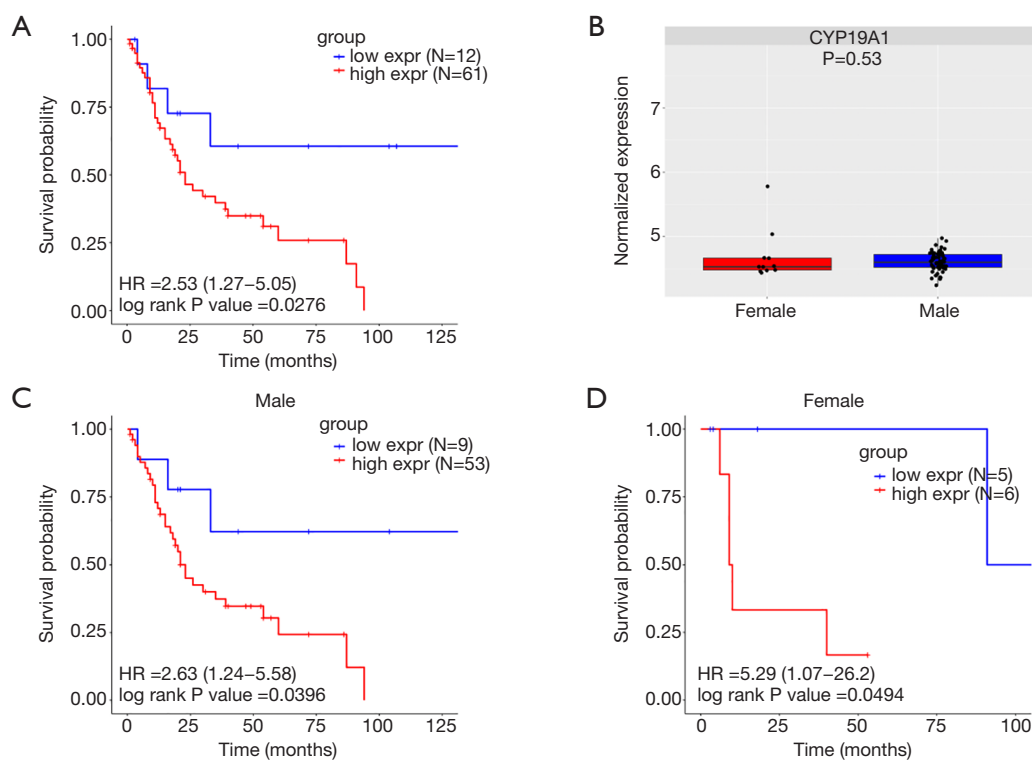 A
group
low expr (N=12)
high expr (N=61)
Survival probability
1.00
0.75
0.50
0.25
0.00
HR =2.53 (1.27–5.05)
log rank P value =0.0276
0 25 50 75 100 125
Time (months)
B
CYP19A1
P=0.53
Normalized expression
7
6
5
Female Male
C
Male
group
low expr (N=9)
high expr (N=53)
Survival probability
1.00
0.75
0.50
0.25
0.00
HR =2.63 (1.24–5.58)
log rank P value =0.0396
0 25 50 75 100 125
Time (months)
D
Female
group
low expr (N=5)
high expr (N=6)
Survival probability
1.00
0.75
0.50
0.25
0.00
HR =5.29 (1.07–26.2)
log rank P value =0.0494
0 25 50 75 100
Time (months)